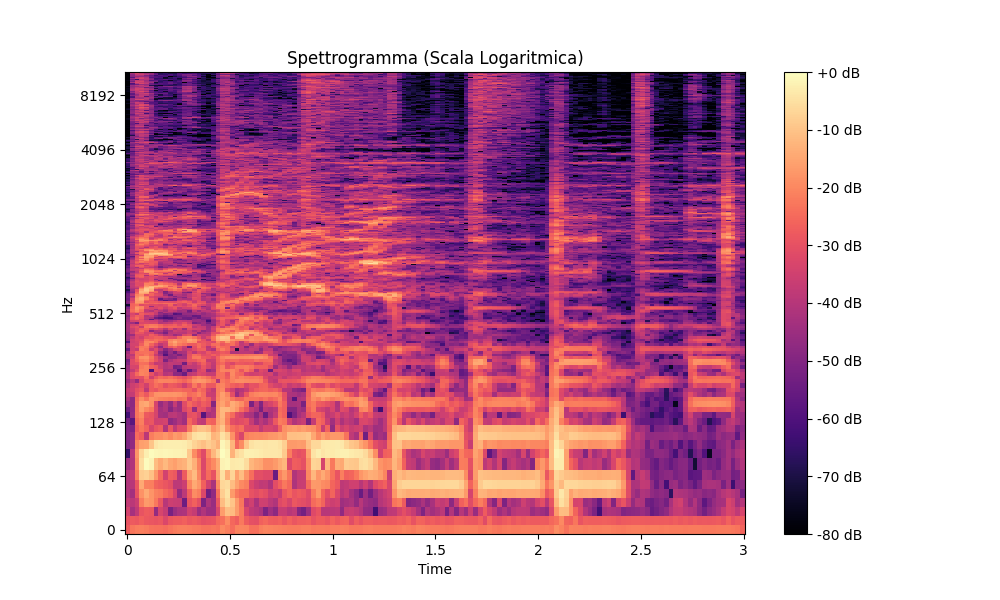 Spettrogramma (Scala Logaritmica)
Hz
8192
4096
2048
1024
512
256
128
64
0
0 0.5 1 1.5 2 2.5 3
Time
+0 dB
-10 dB
-20 dB
-30 dB
-40 dB
-50 dB
-60 dB
-70 dB
-80 dB